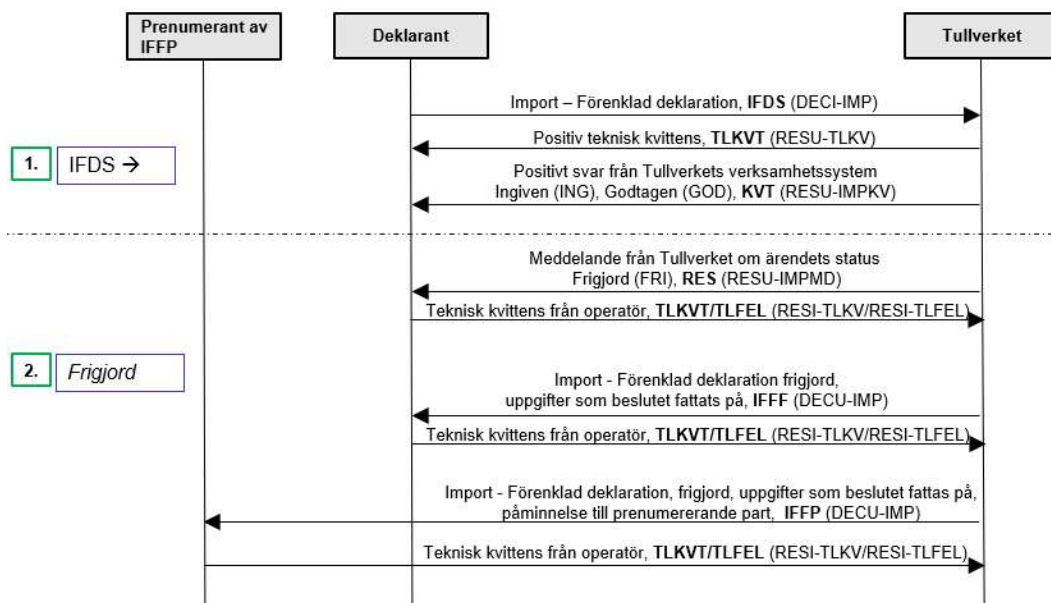 Prenumerant av
IFFP
Deklarant
Tullverket
Import – Förenklad deklaration, IFDS (DECI-IMP)
Positiv teknisk kvittens, TLKVT (RESU-TLKV)
1.
IFDS →
Positivt svar från Tullverkets verksamhetssystem
Ingiven (ING), Godtagen (GOD), KVT (RESU-IMPKV)
Meddelande från Tullverket om ärendets status
Frigjord (FRI), RES (RESU-IMPMD)
Teknisk kvittens från operatör, TLKVT/TLFEL (RESI-TLKV/RESI-TLFEL)
2.
Frigjord
Import - Förenklad deklaration frigjord,
uppgifter som beslutet fattats på, IFFF (DECU-IMP)
Teknisk kvittens från operatör, TLKVT/TLFEL (RESI-TLKV/RESI-TLFEL)
Import - Förenklad deklaration, frigjord, uppgifter som beslutet fattas på,
påminnelse till prenumererande part, IFFP (DECU-IMP)
Teknisk kvittens från operatör, TLKVT/TLFEL (RESI-TLKV/RESI-TLFEL)